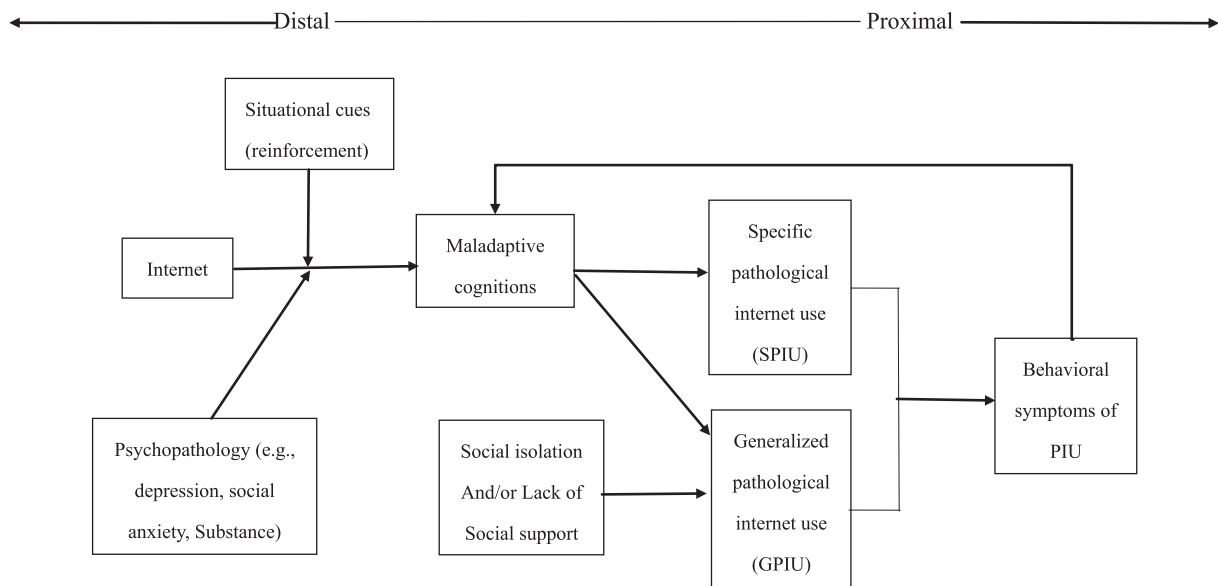 Distal
Proximal
Situational cues
(reinforcement)
Internet
Maladaptive
cognitions
Specific
pathological
internet use
(SPIU)
Psychopathology (e.g.,
depression, social
anxiety, Substance)
Social isolation
And/or Lack of
Social support
Generalized
pathological
internet use
(GPIU)
Behavioral
symptoms of
PIU